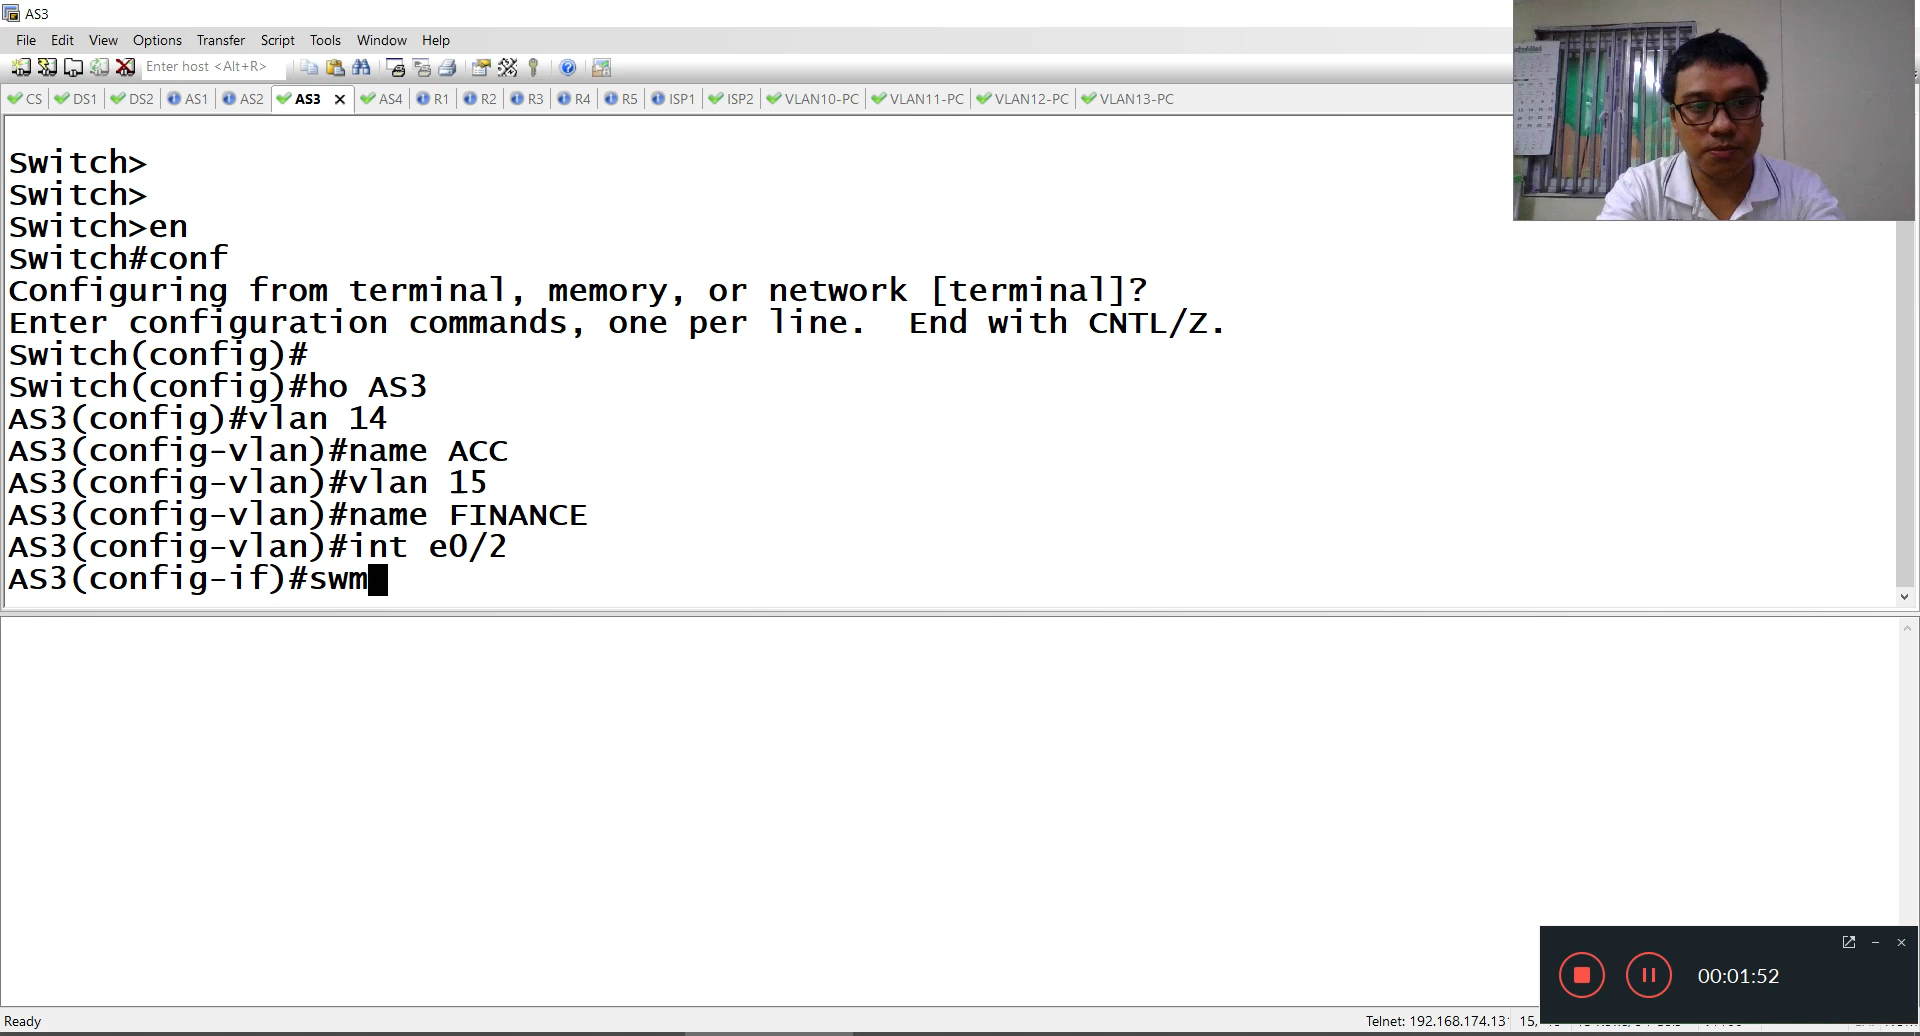 AS3
File Edit View Options Transfer Script Tools Window Help
Enter host <Alt+R>
CS DS1 DS2 AS1 AS2 AS3 AS4 R1 R2 R3 R4 R5 ISP1 ISP2 VLAN10-PC VLAN11-PC VLAN12-PC VLAN13-PC
Switch>
Switch>
Switch>en
Switch#conf
Configuring from terminal, memory, or network [terminal]?
Enter configuration commands, one per line.  End with CNTL/Z.
Switch(config)#
Switch(config)#ho AS3
AS3(config)#vlan 14
AS3(config-vlan)#name ACC
AS3(config-vlan)#vlan 15
AS3(config-vlan)#name FINANCE
AS3(config-vlan)#int e0/2
AS3(config-if)#swm
00:01:52
Ready
Telnet: 192.168.174.13 15,